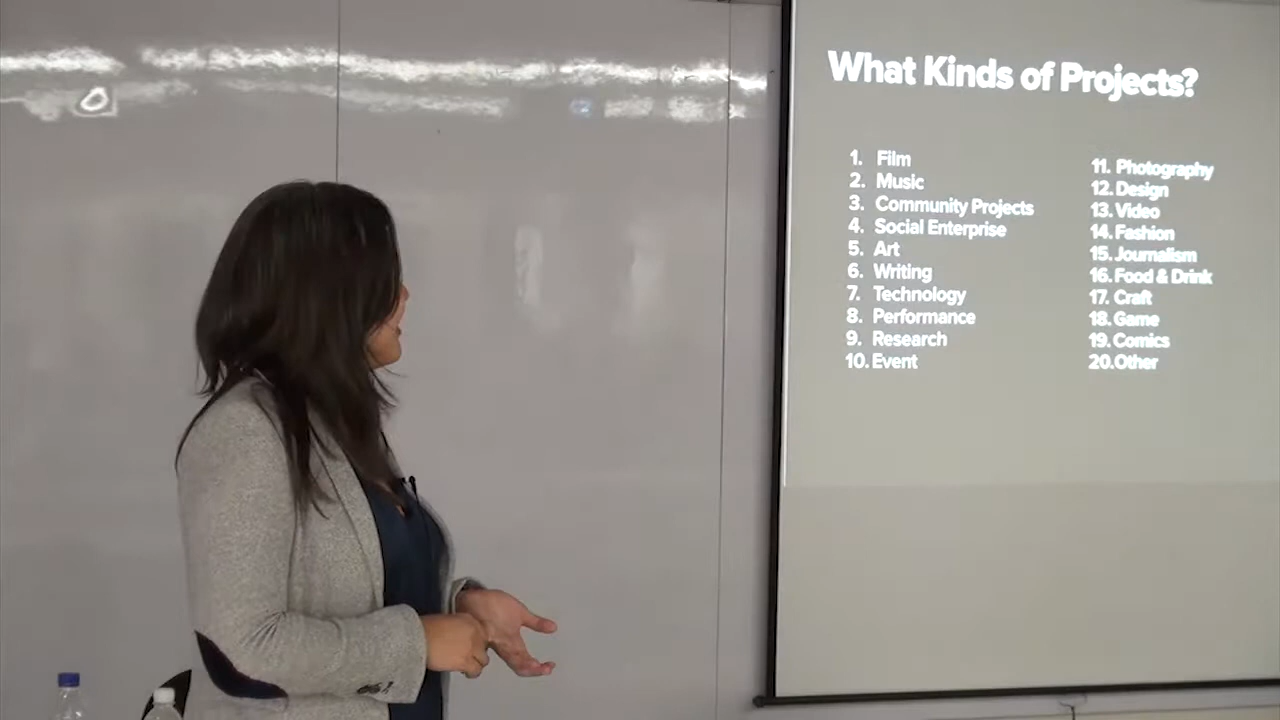 What Kinds of Projects?
1. Film
2. Music
3. Community Projects
4. Social Enterprise
5. Art
6. Writing
7. Technology
8. Performance
9. Research
10. Event
11. Photography
12. Design
13. Video
14. Fashion
15. Journalism
16. Food & Drink
17. Craft
18. Game
19. Comics
20. Other